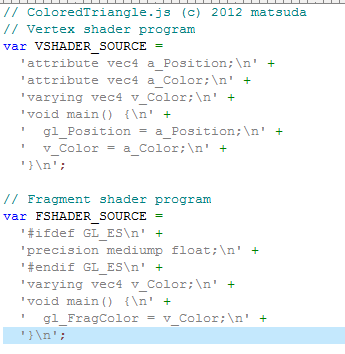 // ColoredTriangle.js (c) 2012 matsuda
// Vertex shader program
var VSHADER_SOURCE =
  'attribute vec4 a_Position;\n' +
  'attribute vec4 a_Color;\n' +
  'varying vec4 v_Color;\n' +
  'void main() {\n' +
  '  gl_Position = a_Position;\n' +
  '  v_Color = a_Color;\n' +
  '}\n';

// Fragment shader program
var FSHADER_SOURCE =
  '#ifdef GL_ES\n' +
  'precision mediump float;\n' +
  '#endif GL_ES\n' +
  'varying vec4 v_Color;\n' +
  'void main() {\n' +
  '  gl_FragColor = v_Color;\n' +
  '}\n';